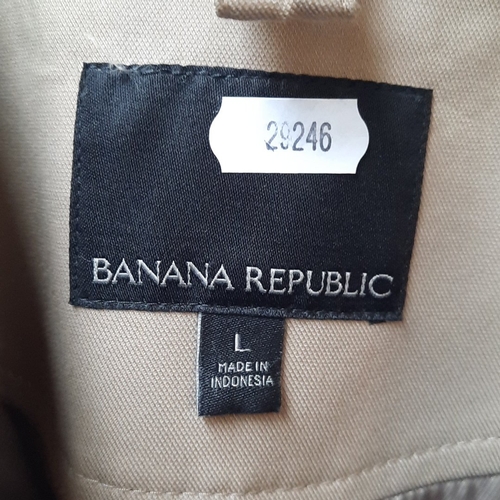 29246
BANANA REPUBLIC
L
MADE IN
INDONESIA